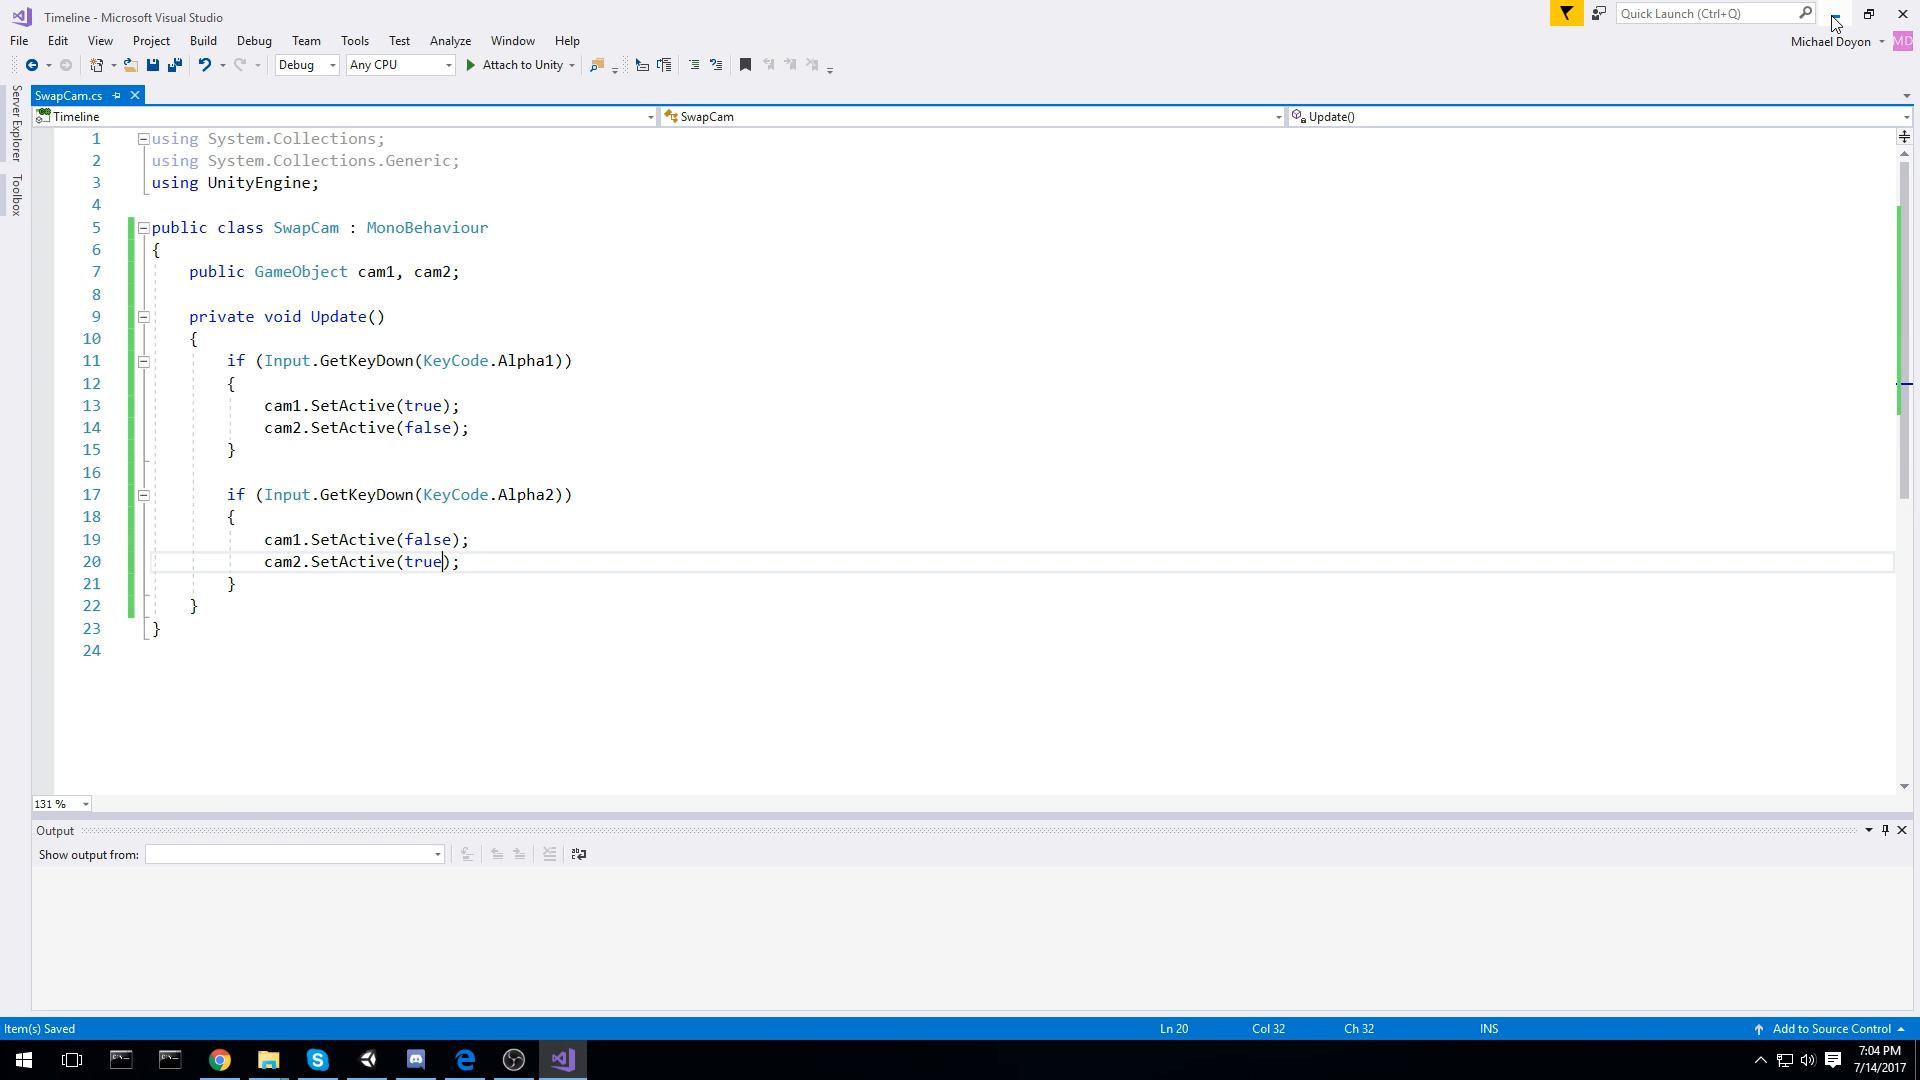 Timeline - Microsoft Visual Studio
Quick Launch (Ctrl+Q)
File Edit View Project Build Debug Team Tools Test Analyze Window Help
Michael Doyon MD
Debug Any CPU Attach to Unity
Server Explorer
Toolbox
SwapCam.cs
Timeline SwapCam Update()
1 using System.Collections;
2 using System.Collections.Generic;
3 using UnityEngine;
4
5 public class SwapCam : MonoBehaviour
6 {
7 public GameObject cam1, cam2;
8
9 private void Update()
10 {
11 if (Input.GetKeyDown(KeyCode.Alpha1))
12 {
13 cam1.SetActive(true);
14 cam2.SetActive(false);
15 }
16
17 if (Input.GetKeyDown(KeyCode.Alpha2))
18 {
19 cam1.SetActive(false);
20 cam2.SetActive(true);
21 }
22 }
23 }
24
131 %
Output
Show output from:
Item(s) Saved Ln 20 Col 32 Ch 32 INS Add to Source Control
7:04 PM
7/14/2017